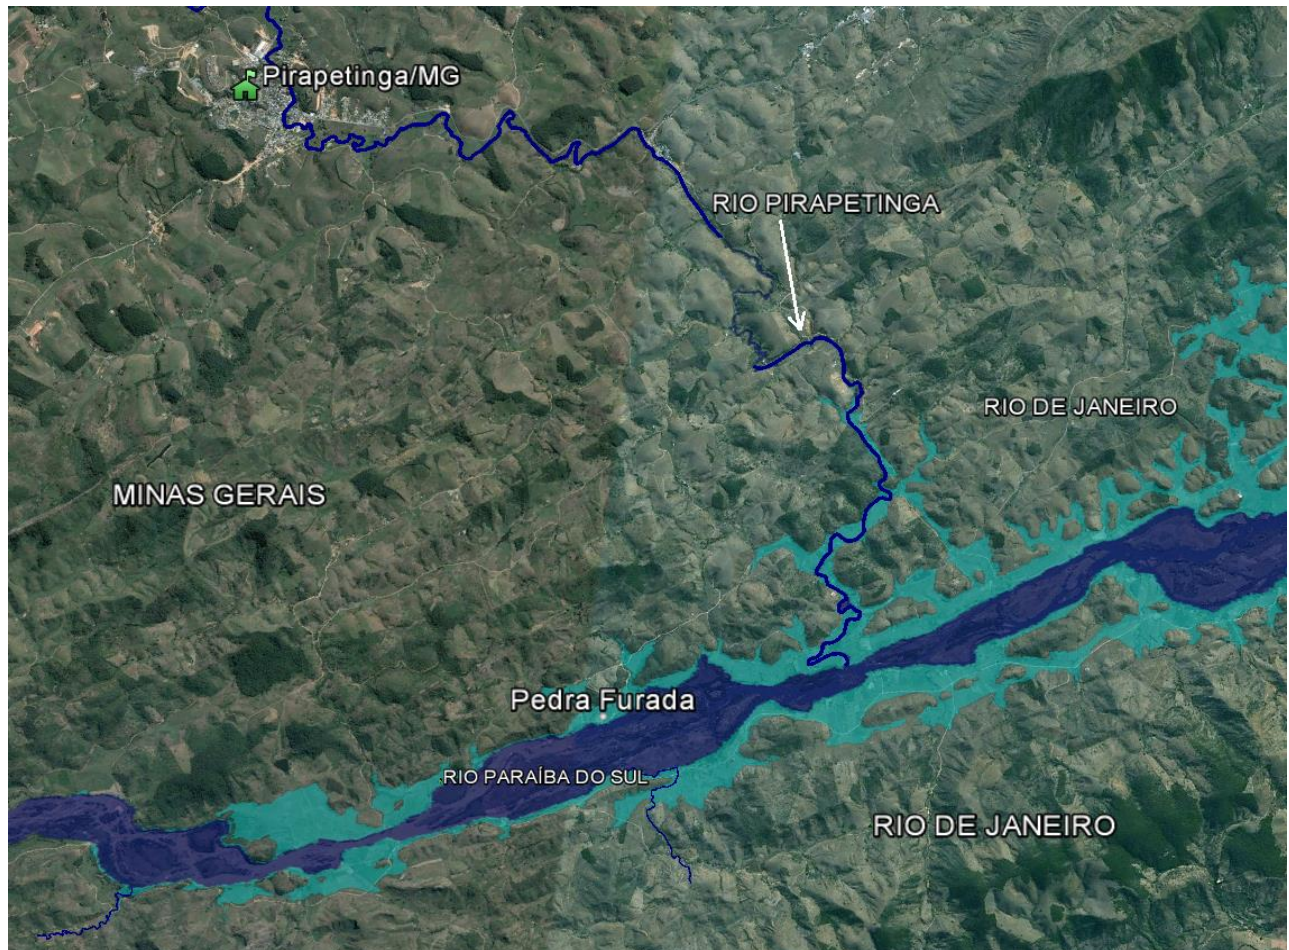 Pirapetinga/MG
RIO PIRAPETINGA
RIO DE JANEIRO
MINAS GERAIS
Pedra Furada
RIO PARAÍBA DO SUL
RIO DE JANEIRO